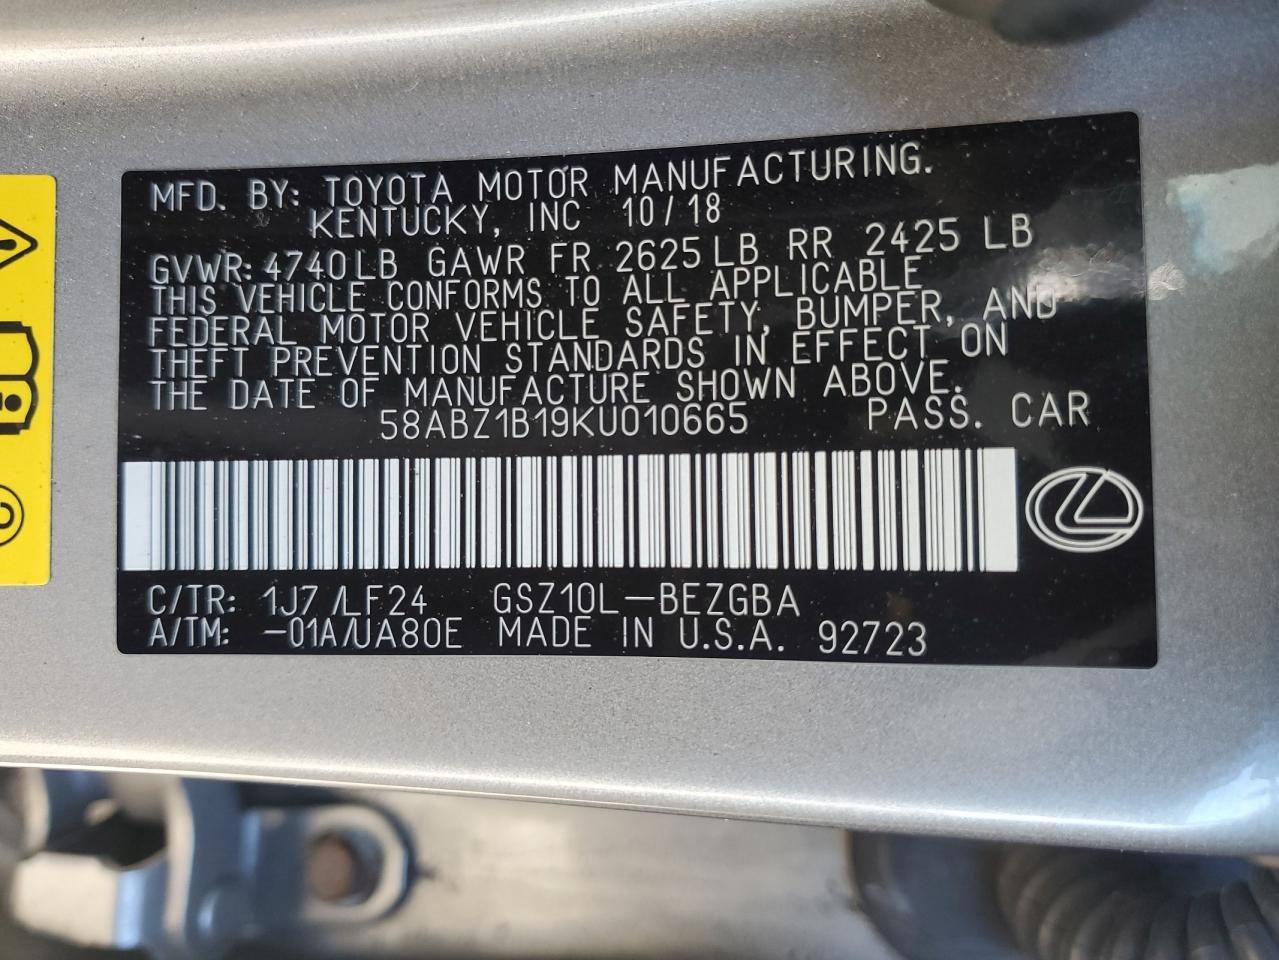 MFD. BY: TOYOTA MOTOR MANUFACTURING.
KENTUCKY, INC 10/18
GVWR: 4740LB GAWR FR 2625LB RR 2425 LB
THIS VEHICLE CONFORMS TO ALL APPLICABLE
FEDERAL MOTOR VEHICLE SAFETY, BUMPER, AND
THEFT PREVENTION STANDARDS IN EFFECT ON
THE DATE OF MANUFACTURE SHOWN ABOVE.
58ABZ1B19KU010665 PASS. CAR
C/TR: 1J7 /LF24 GSZ10L-BEZGBA
A/TM: -01A/UA80E MADE IN U.S.A. 92723